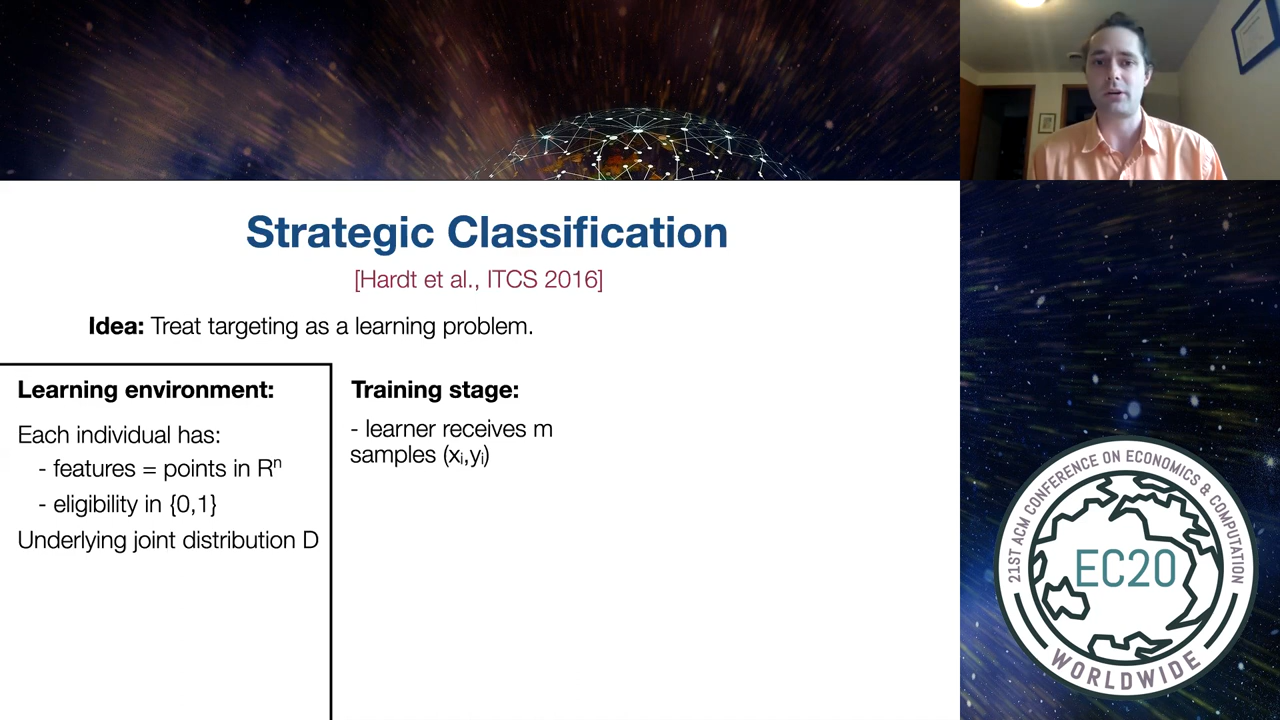 Strategic Classification
[Hardt et al., ITCS 2016]
Idea: Treat targeting as a learning problem.
Learning environment:
Each individual has:
- features = points in Rⁿ
- eligibility in {0,1}
Underlying joint distribution D
Training stage:
- learner receives m
samples (xᵢ,yᵢ)
21ST ACM CONFERENCE ON ECONOMICS & COMPUTATION
EC20
WORLDWIDE